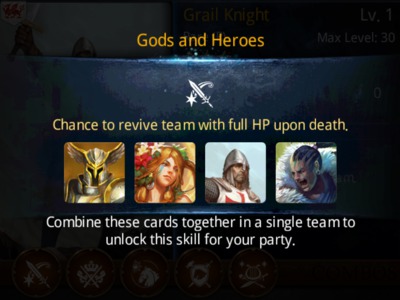 Grail Knight
Lv. 1
Max Level: 30
Gods and Heroes
0
Chance to revive team with full HP upon death.
Combine these cards together in a single team to
unlock this skill for your party.